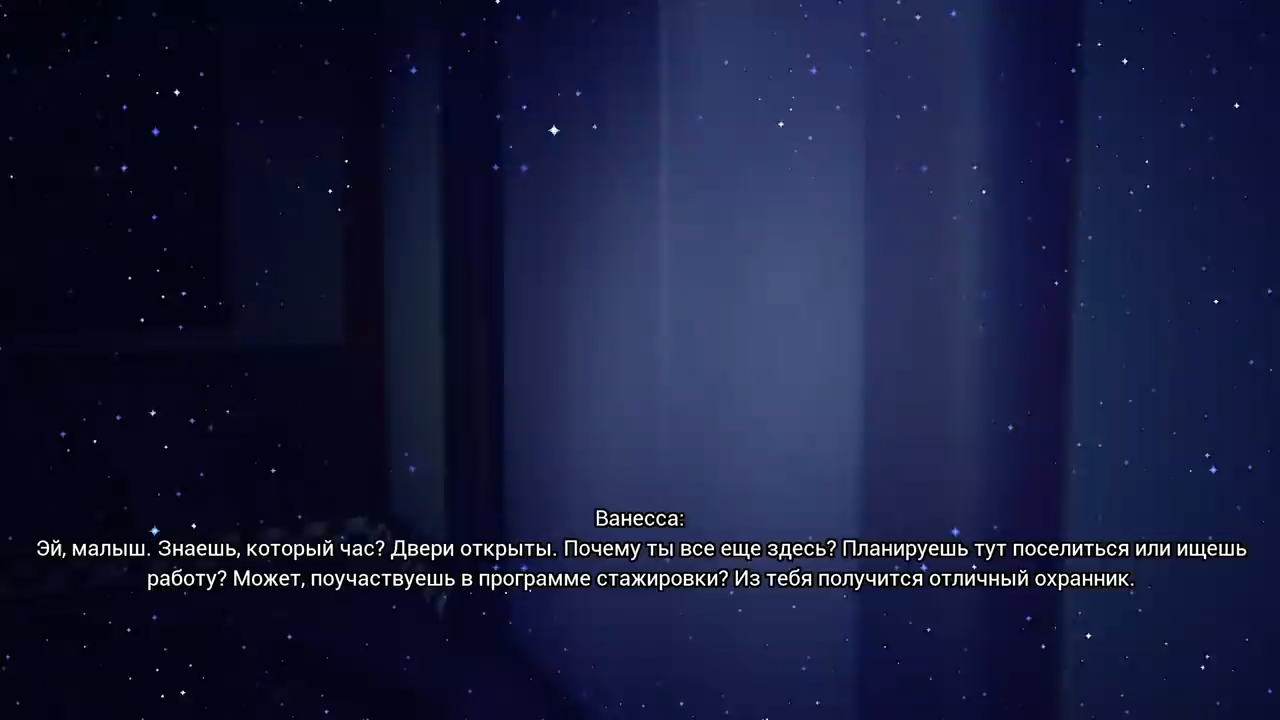 Ванесса:
Эй, малыш. Знаешь, который час? Двери открыты. Почему ты все еще здесь? Планируешь тут поселиться или ищешь
работу? Может, поучаствуешь в программе стажировки? Из тебя получится отличный охранник.